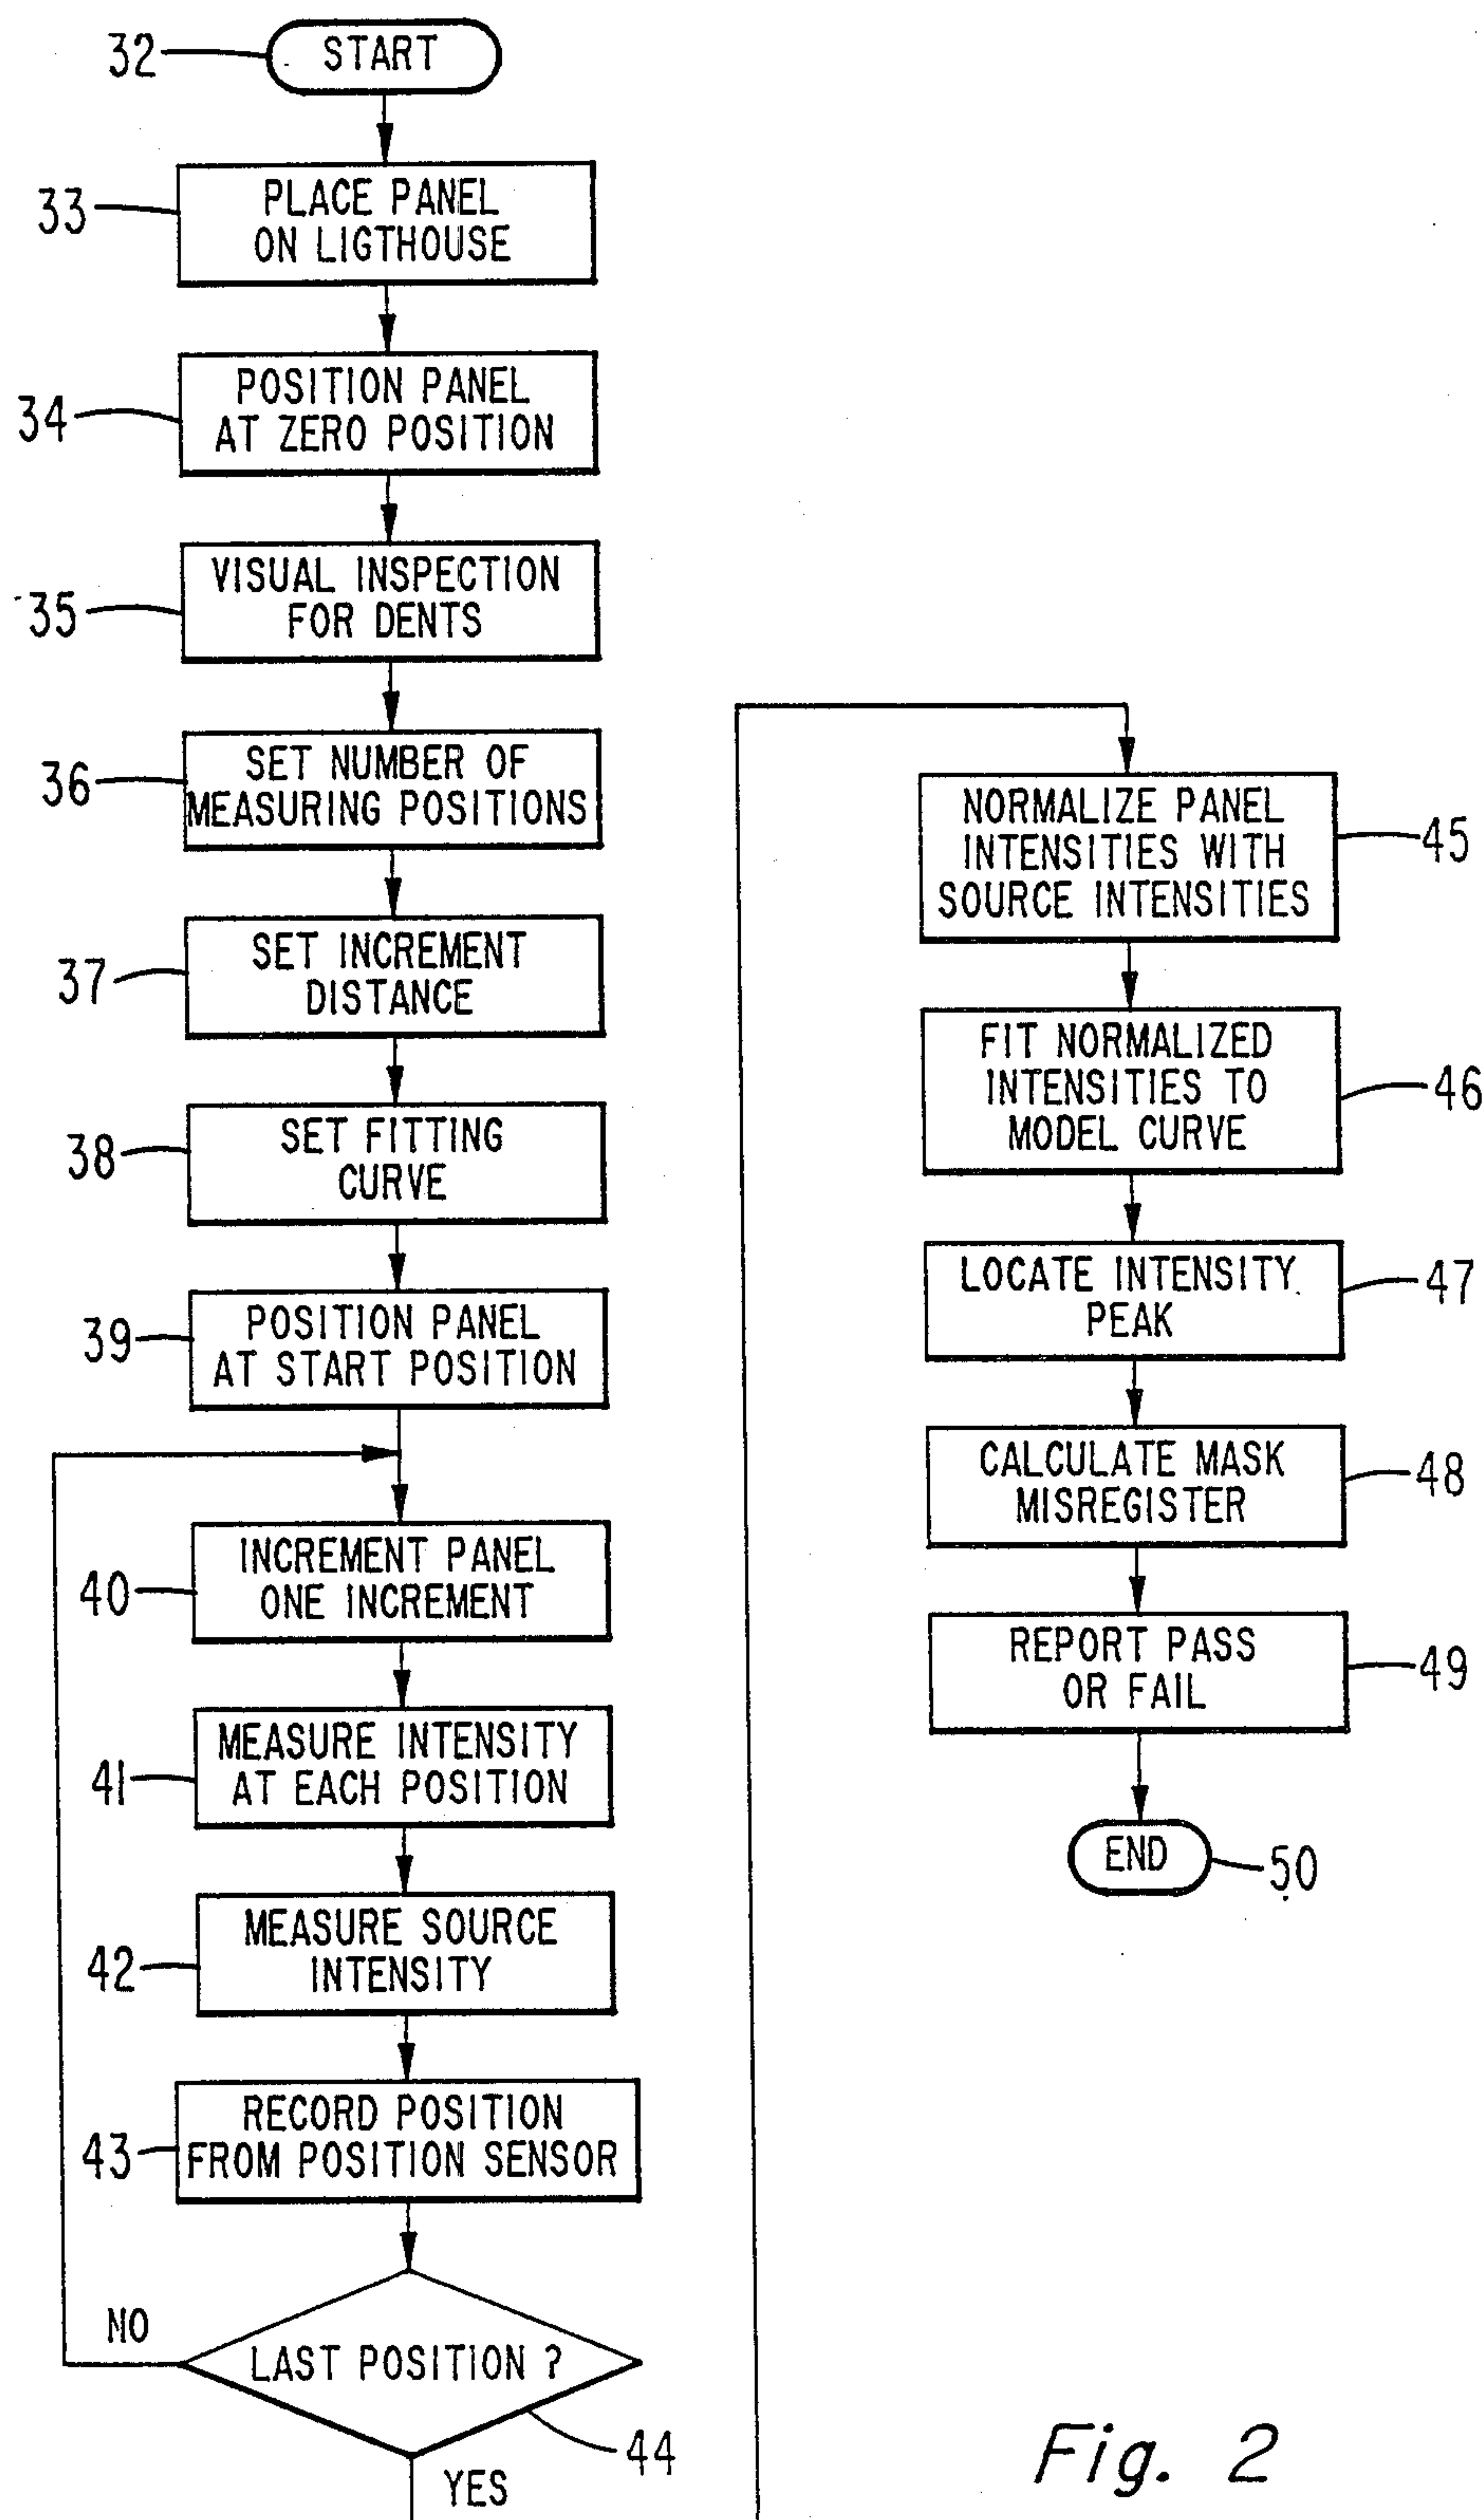 32
START
33
PLACE PANEL
ON LIGTHOUSE
34
POSITION PANEL
AT ZERO POSITION
35
VISUAL INSPECTION
FOR DENTS
36
SET NUMBER OF
MEASURING POSITIONS
37
SET INCREMENT
DISTANCE
38
SET FITTING
CURVE
39
POSITION PANEL
AT START POSITION
40
INCREMENT PANEL
ONE INCREMENT
41
MEASURE INTENSITY
AT EACH POSITION
42
MEASURE SOURCE
INTENSITY
43
RECORD POSITION
FROM POSITION SENSOR
NO
LAST POSITION ?
44
YES
NORMALIZE PANEL
INTENSITIES WITH
SOURCE INTENSITIES
45
FIT NORMALIZED
INTENSITIES TO
MODEL CURVE
46
LOCATE INTENSITY
PEAK
47
CALCULATE MASK
MISREGISTER
48
REPORT PASS
OR FAIL
49
END
50
Fig. 2